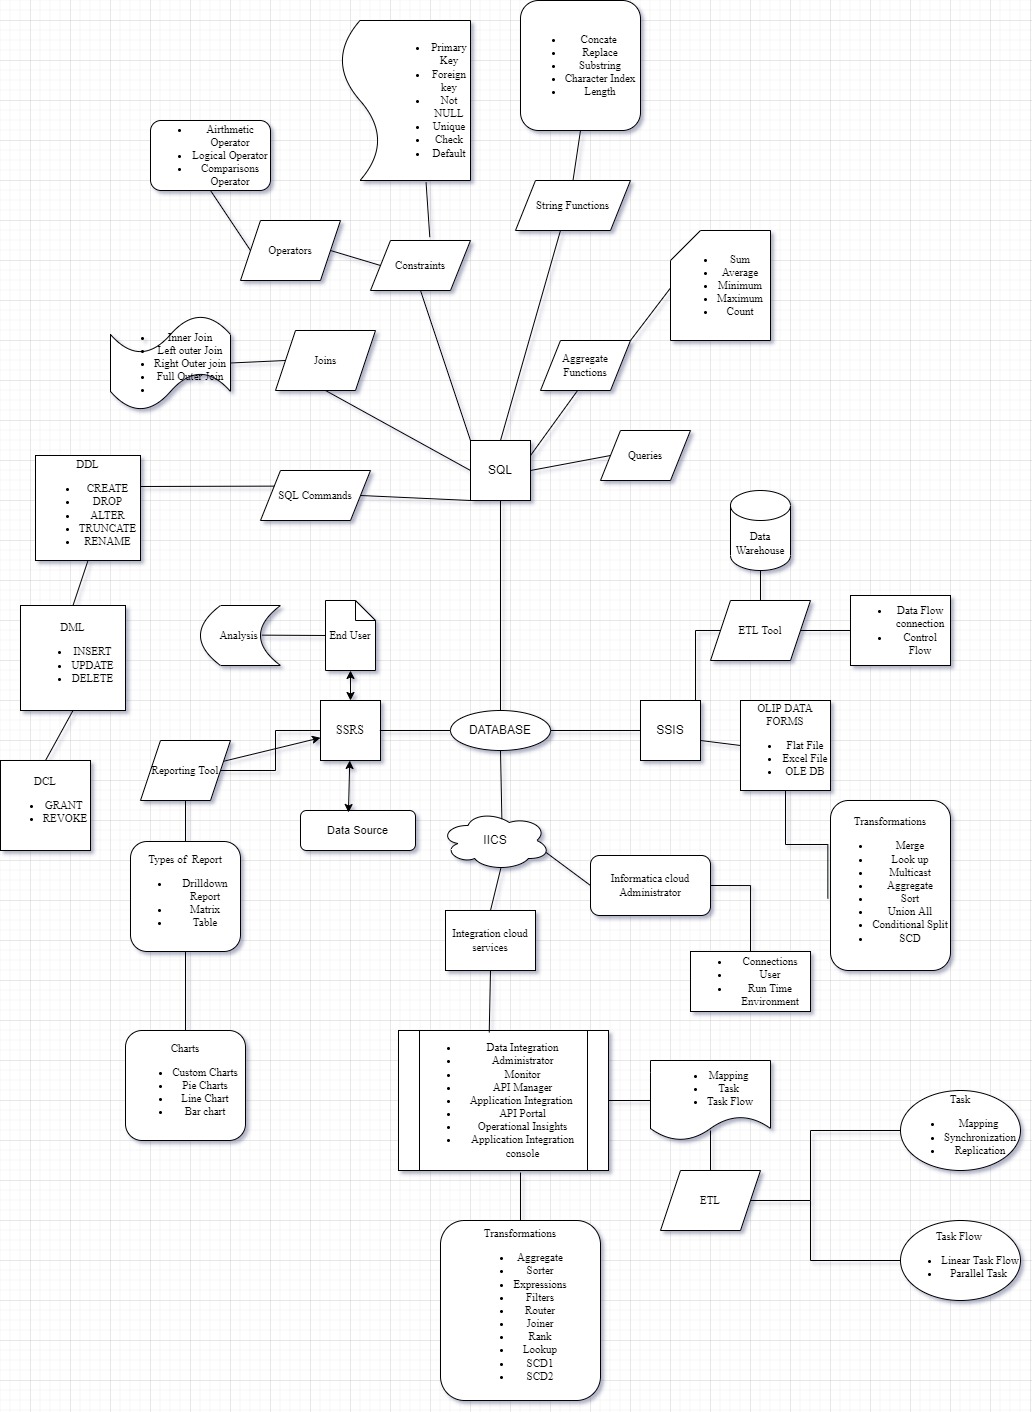 Concate
Replace
Substring
Character Index
Length
Primary
Key
Foreign
key
Not
NULL
Unique
Check
Default
Airthmetic
Operator
Logical Operator
Comparisons
Operator
String Functions
Operators
Constraints
Sum
Average
Minimum
Maximum
Count
Inner Join
Left outer Join
Right Outer join
Full Outer Join
Joins
Aggregate
Functions
Queries
SQL
DDL
CREATE
DROP
ALTER
TRUNCATE
RENAME
SQL Commands
Data
Warehouse
DML
INSERT
UPDATE
DELETE
Analysis
End User
ETL Tool
Data Flow
connection
Control
Flow
SSRS
DATABASE
SSIS
OLIP DATA
FORMS
Flat File
Excel File
OLE DB
DCL
GRANT
REVOKE
Reporting Tool
Data Source
IICS
Transformations
Merge
Look up
Multicast
Aggregate
Sort
Union All
Conditional Split
SCD
Types of Report
Drilldown
Report
Matrix
Table
Informatica cloud
Administrator
Integration cloud
services
Connections
User
Run Time
Environment
Charts
Custom Charts
Pie Charts
Line Chart
Bar chart
Data Integration
Administrator
Monitor
API Manager
Application Integration
API Portal
Operational Insights
Application Integration
console
Mapping
Task
Task Flow
Task
Mapping
Synchronization
Replication
ETL
Task Flow
Linear Task Flow
Parallel Task
Transformations
Aggregate
Sorter
Expressions
Filters
Router
Joiner
Rank
Lookup
SCD1
SCD2